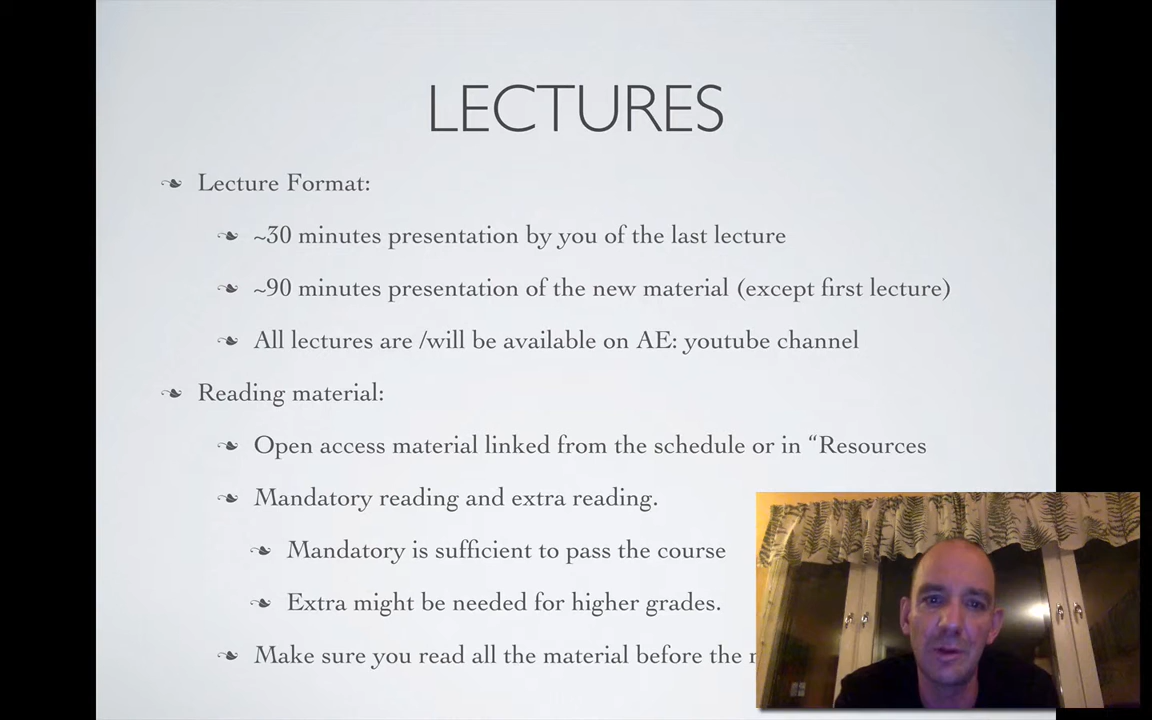 LECTURES
Lecture Format:
~30 minutes presentation by you of the last lecture
~90 minutes presentation of the new material (except first lecture)
All lectures are /will be available on AE: youtube channel
Reading material:
Open access material linked from the schedule or in “Resources
Mandatory reading and extra reading.
Mandatory is sufficient to pass the course
Extra might be needed for higher grades.
Make sure you read all the material before the